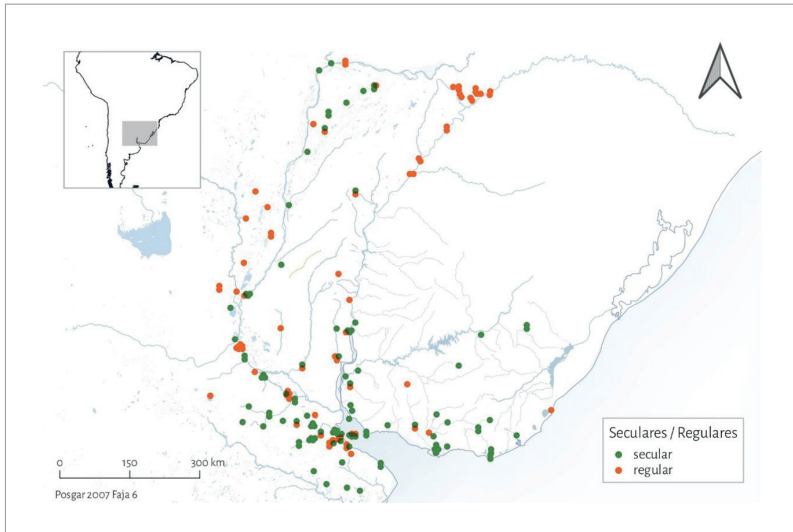 Seculares / Regulares
secular
regular
0 150 300 km
Posgar 2007 Faja 6